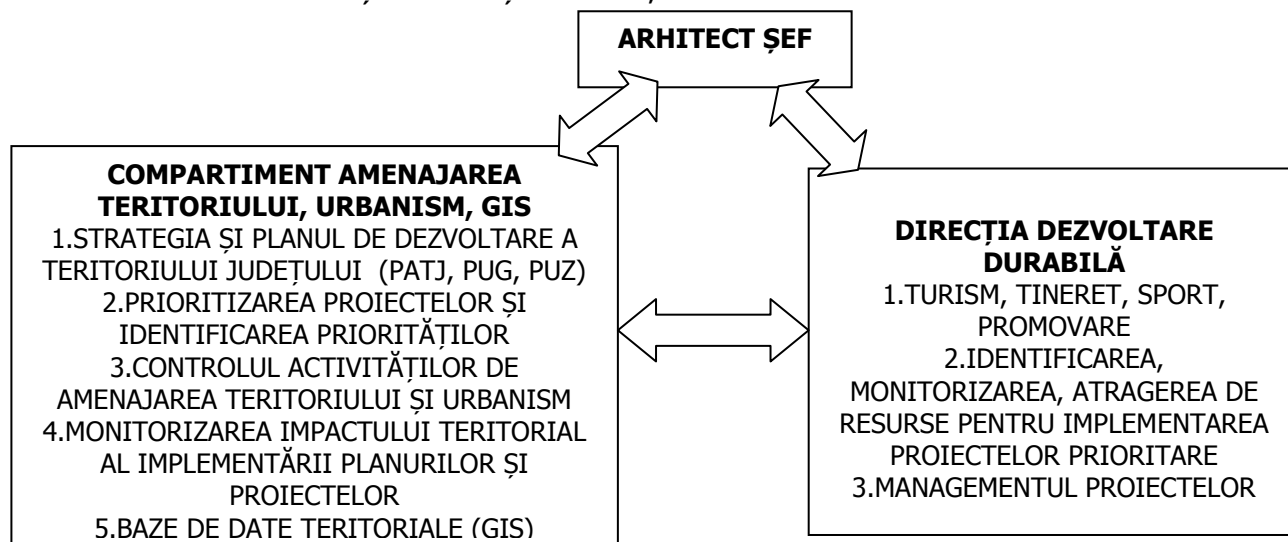 ARHITECT ȘEF
COMPARTIMENT AMENAJAREA
TERITORIULUI, URBANISM, GIS
1.STRATEGIA ȘI PLANUL DE DEZVOLTARE A
TERITORIULUI JUDEȚULUI (PATJ, PUG, PUZ)
2.PRIORITIZAREA PROIECTELOR ȘI
IDENTIFICAREA PRIORITĂȚILOR
3.CONTROLUL ACTIVITĂȚILOR DE
AMENAJAREA TERITORIULUI ȘI URBANISM
4.MONITORIZAREA IMPACTULUI TERITORIAL
AL IMPLEMENTĂRII PLANURILOR ȘI
PROIECTELOR
5.BAZE DE DATE TERITORIALE (GIS)
DIRECȚIA DEZVOLTARE
DURABILĂ
1.TURISM, TINERET, SPORT,
PROMOVARE
2.IDENTIFICAREA,
MONITORIZAREA, ATRAGEREA DE
RESURSE PENTRU IMPLEMENTAREA
PROIECTELOR PRIORITARE
3.MANAGEMENTUL PROIECTELOR